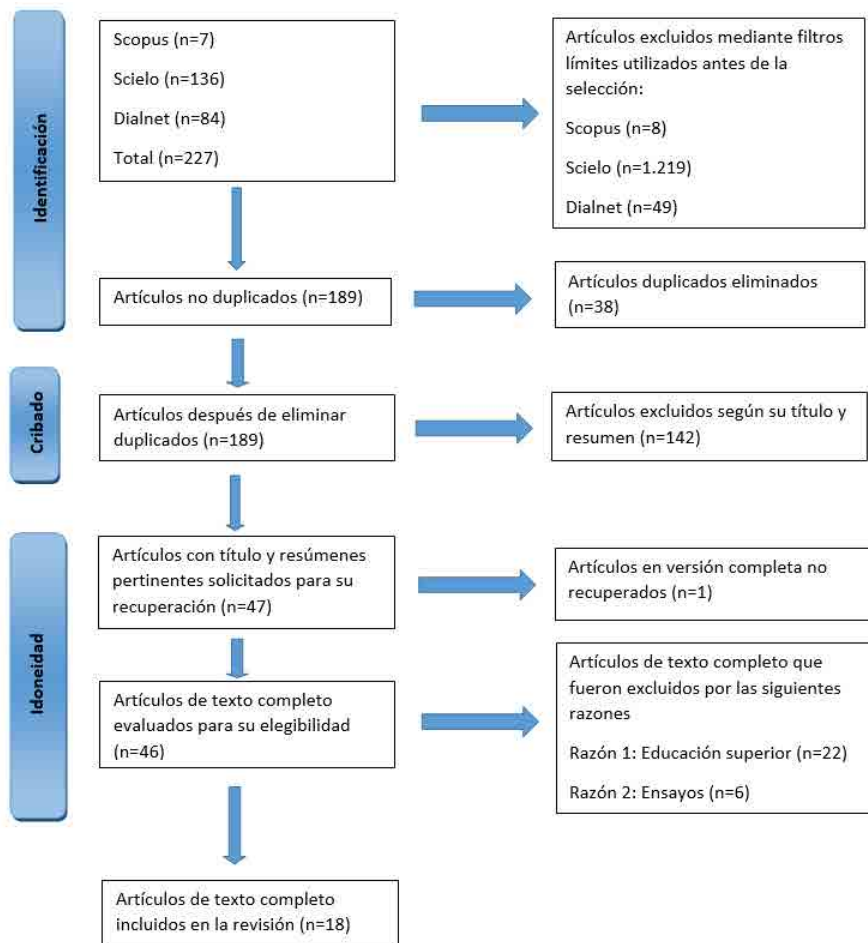 Identificación
Scopus (n=7)
Scielo (n=136)
Dialnet (n=84)
Total (n=227)
Artículos excluidos mediante filtros
límites utilizados antes de la
selección:
Scopus (n=8)
Scielo (n=1.219)
Dialnet (n=49)
Artículos no duplicados (n=189)
Artículos duplicados eliminados
(n=38)
Cribado
Artículos después de eliminar
duplicados (n=189)
Artículos excluidos según su título y
resumen (n=142)
Idoneidad
Artículos con título y resúmenes
pertinentes solicitados para su
recuperación (n=47)
Artículos en versión completa no
recuperados (n=1)
Artículos de texto completo
evaluados para su elegibilidad
(n=46)
Artículos de texto completo que
fueron excluidos por las siguientes
razones
Razón 1: Educación superior (n=22)
Razón 2: Ensayos (n=6)
Artículos de texto completo
incluidos en la revisión (n=18)